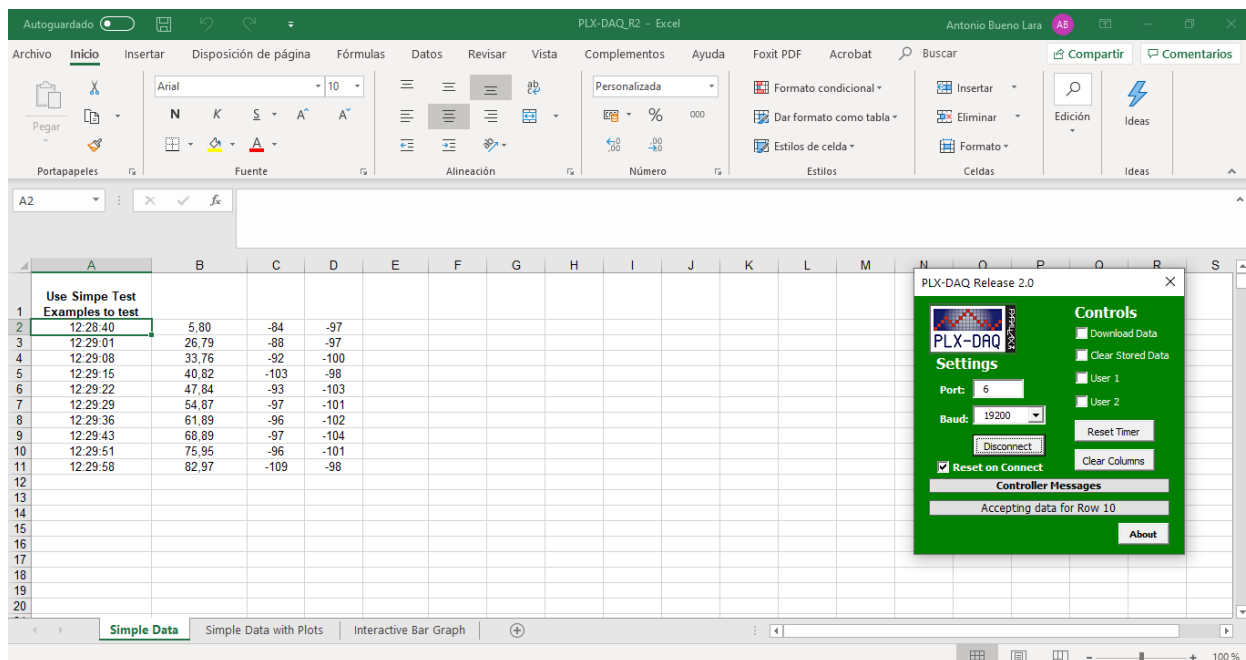 Autoguardado PLX-DAQ_R2 - Excel Antonio Bueno Lara AB
Archivo Inicio Insertar Disposición de página Fórmulas Datos Revisar Vista Complementos Ayuda Foxit PDF Acrobat Buscar Compartir Comentarios
Pegar
Portapapeles
Arial 10
N K S A A
A
Fuente
ab
Alineación
Personalizada
% 000
Número
Formato condicional
Dar formato como tabla
Estilos de celda
Estilos
Insertar
Eliminar
Formato
Celdas
Edición
Ideas
Ideas
A2 fx
A B C D E F G H I J K L M N O P Q R S
1 Use Simpe Test
Examples to test
2 12:28:40 5,80 -84 -97
3 12:29:01 26,79 -88 -97
4 12:29:08 33,76 -92 -100
5 12:29:15 40,82 -103 -98
6 12:29:22 47,84 -93 -103
7 12:29:29 54,87 -97 -101
8 12:29:36 61,89 -96 -102
9 12:29:43 68,89 -97 -104
10 12:29:51 75,95 -96 -101
11 12:29:58 82,97 -109 -98
12
13
14
15
16
17
18
19
20
PLX-DAQ Release 2.0
PLX-DAQ
PARALLAX
Settings
Port: 6
Baud: 19200
Disconnect
Reset on Connect
Controls
Download Data
Clear Stored Data
User 1
User 2
Reset Timer
Clear Columns
Controller Messages
Accepting data for Row 10
About
Simple Data Simple Data with Plots Interactive Bar Graph
100 %